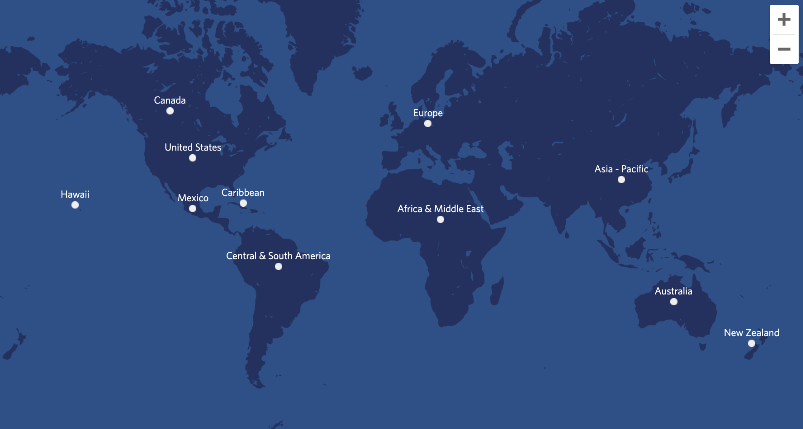 Canada
Europe
United States
Asia - Pacific
Hawaii
Mexico
Caribbean
Africa & Middle East
Central & South America
Australia
New Zealand